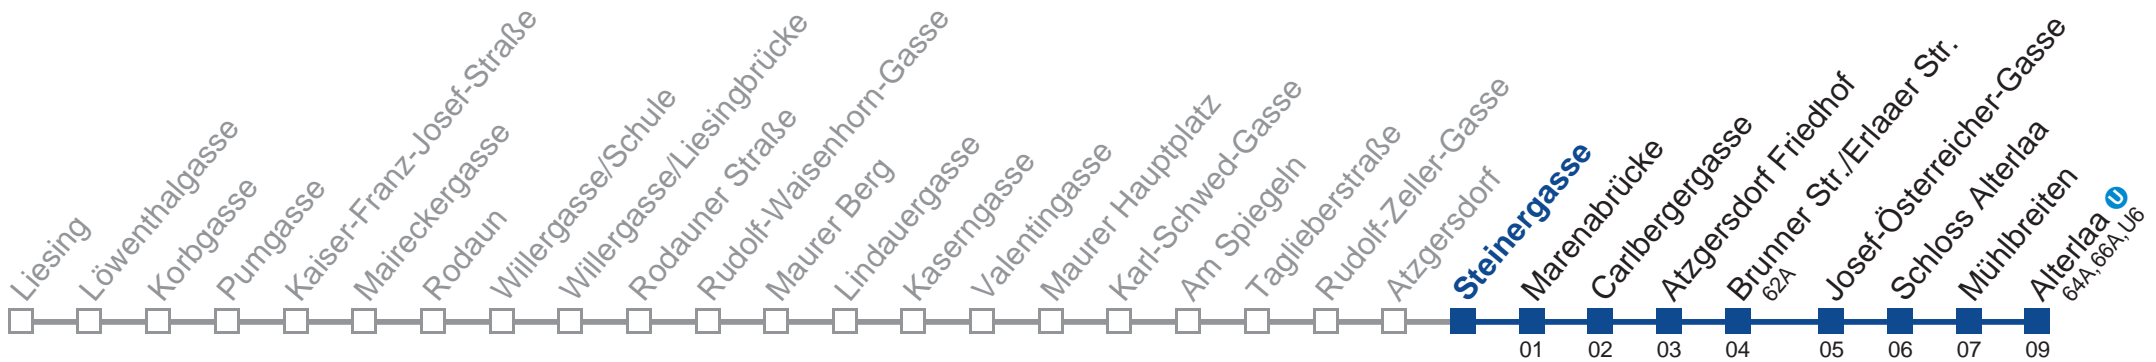 Liesing
Löwenthalgasse
Korbgasse
Pumgasse
Kaiser-Franz-Josef-Straße
Maireckergasse
Rodaun
Willergasse/Schule
Willergasse/Liesingbrücke
Rodauner Straße
Rudolf-Waisenhorn-Gasse
Maurer Berg
Lindauergasse
Kaserngasse
Valentingasse
Maurer Hauptplatz
Karl-Schwed-Gasse
Am Spiegeln
Taglieberstraße
Rudolf-Zeller-Gasse
Atzgersdorf
Steinergasse
Marenabrücke
01
Carlbergergasse
02
Atzgersdorf Friedhof
03
Brunner Str./Erlaaer Str.
62A
04
Josef-Österreicher-Gasse
05
Schloss Alterlaa
06
Mühlbreiten
07
Alterlaa U
64A, 66A, U6
09